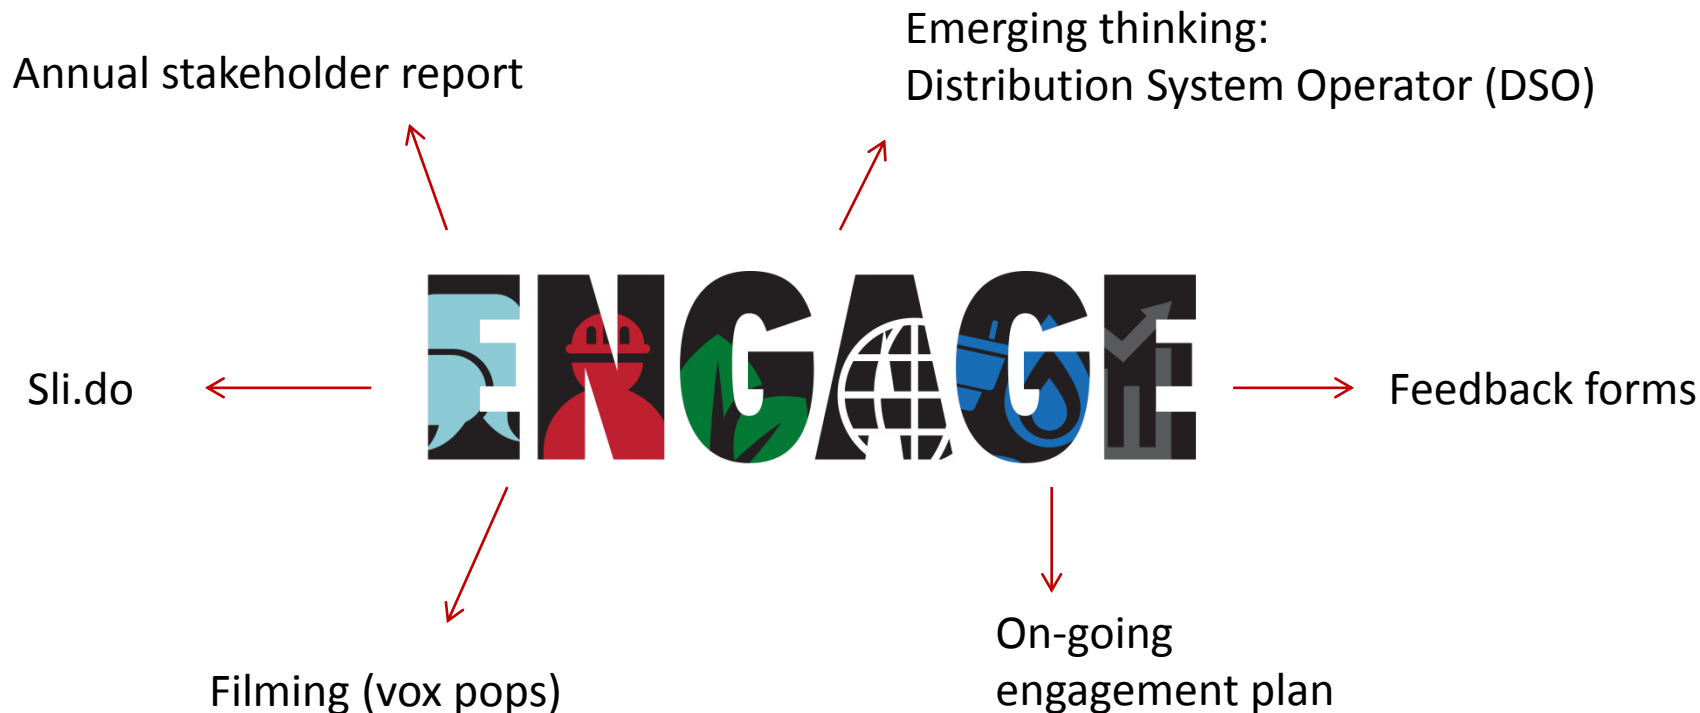 Emerging thinking:
Annual stakeholder report
Distribution System Operator (DSO)
ENGAGE
Sli.do
Feedback forms
On-going
Filming (vox pops)
engagement plan